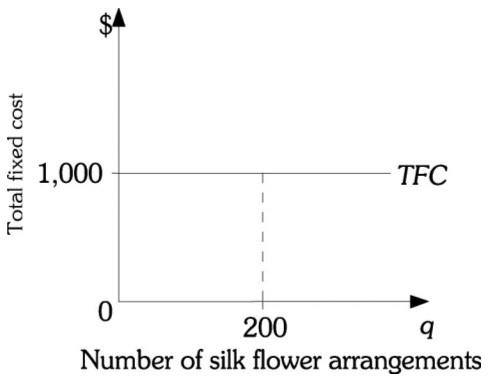 $
Total fixed cost
1,000
TFC
0
200
q
Number of silk flower arrangements